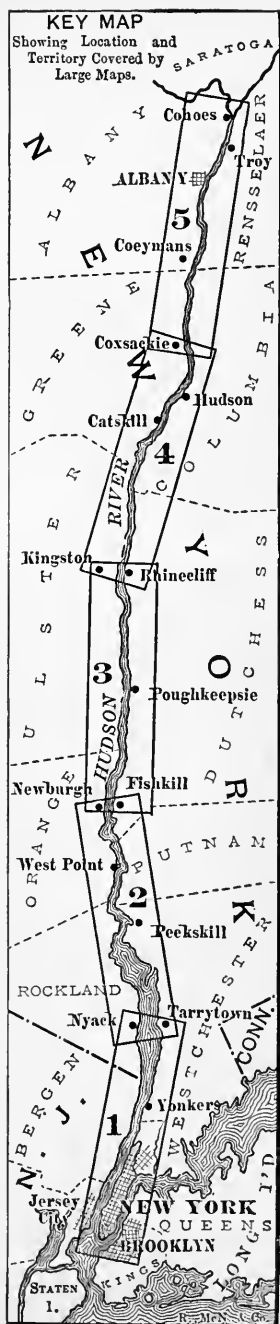 KEY MAP
Showing Location and
Territory Covered by
Large Maps.
SARATOGA
Cohoes
Troy
ALBANY
ALBANY
RENSSELAER
5
Coeymans
NEW YORK
GREENE
COLUMBIA
Coxsackie
Hudson
Catskill
4
RIVER
Kingston
Rhinecliff
ULSTER
3
DUTCHESS
Poughkeepsie
HUDSON
Newburgh
Fishkill
ORANGE
West Point
PUTNAM
2
Peekskill
ROCKLAND
WESTCHESTER
CONN.
Nyack
Tarrytown
BERGEN
N. J.
1
Yonkers
Jersey
City
NEW YORK
QUEENS
BROOKLYN
KINGS
LONG I'D
STATEN
I.
R., McN. & Co.